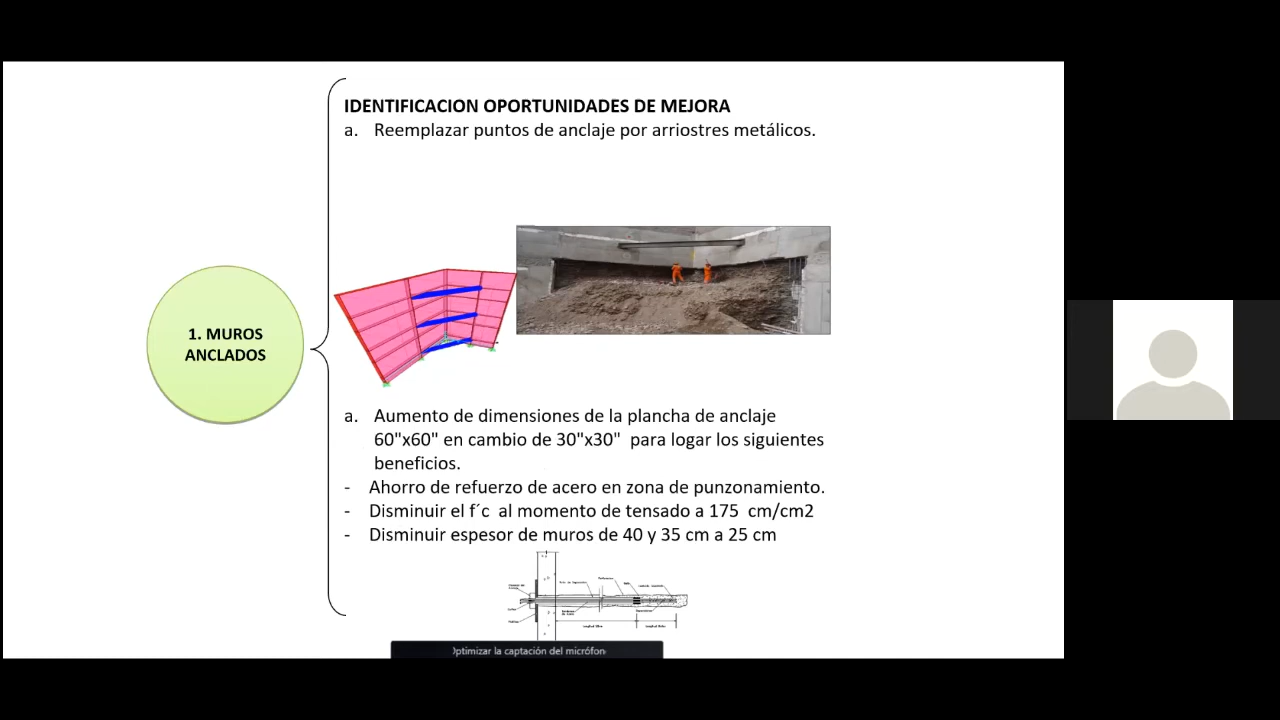 IDENTIFICACION OPORTUNIDADES DE MEJORA
a. Reemplazar puntos de anclaje por arriostres metálicos.
1. MUROS
ANCLADOS
a. Aumento de dimensiones de la plancha de anclaje
60"x60" en cambio de 30"x30" para logar los siguientes
beneficios.
- Ahorro de refuerzo de acero en zona de punzonamiento.
- Disminuir el f´c al momento de tensado a 175 cm/cm2
- Disminuir espesor de muros de 40 y 35 cm a 25 cm
Optimizar la captación del micrófon